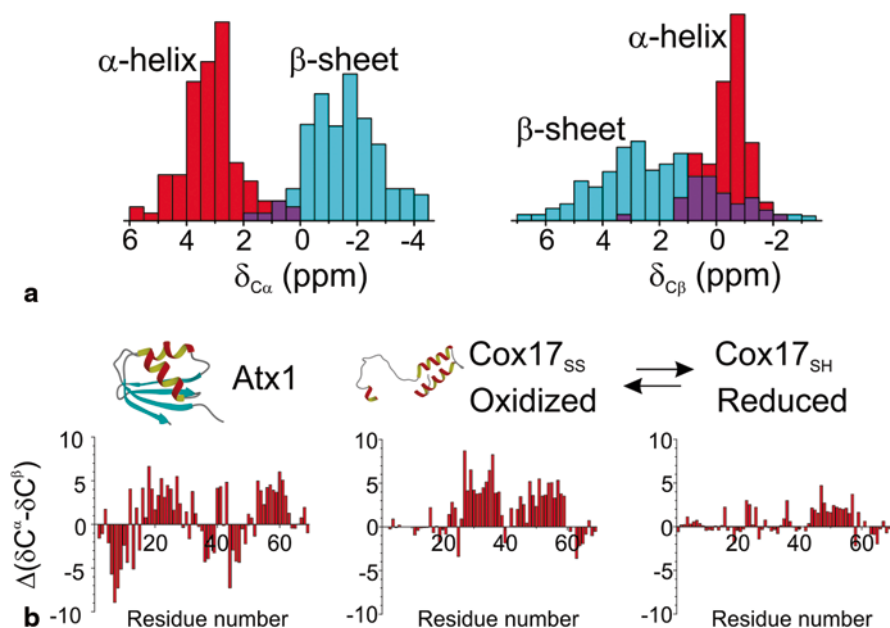 α-helix
β-sheet
6 4 2 0 -2 -4
δCα (ppm)
α-helix
β-sheet
6 4 2 0 -2
δCβ (ppm)
a
Atx1
Cox17SS
Oxidized
Cox17SH
Reduced
Δ(δCα-δCβ)
10
5
0
-5
-10
20 40 60
Residue number
10
5
0
-5
-10
20 40 60
Residue number
10
5
0
-5
-10
20 40 60
Residue number
b